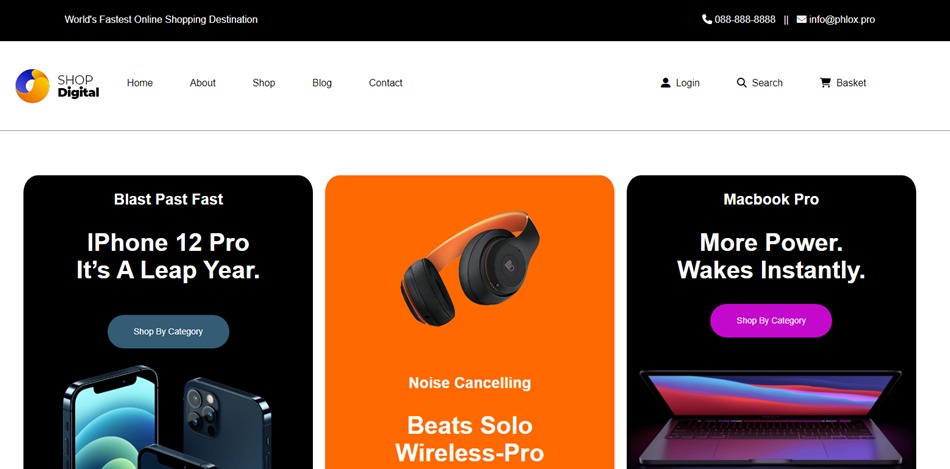 World's Fastest Online Shopping Destination
088-888-8888 || info@phlox.pro
SHOP
Digital
Home
About
Shop
Blog
Contact
Login
Search
Basket
Blast Past Fast
IPhone 12 Pro
It’s A Leap Year.
Shop By Category
Noise Cancelling
Beats Solo
Wireless-Pro
Macbook Pro
More Power.
Wakes Instantly.
Shop By Category